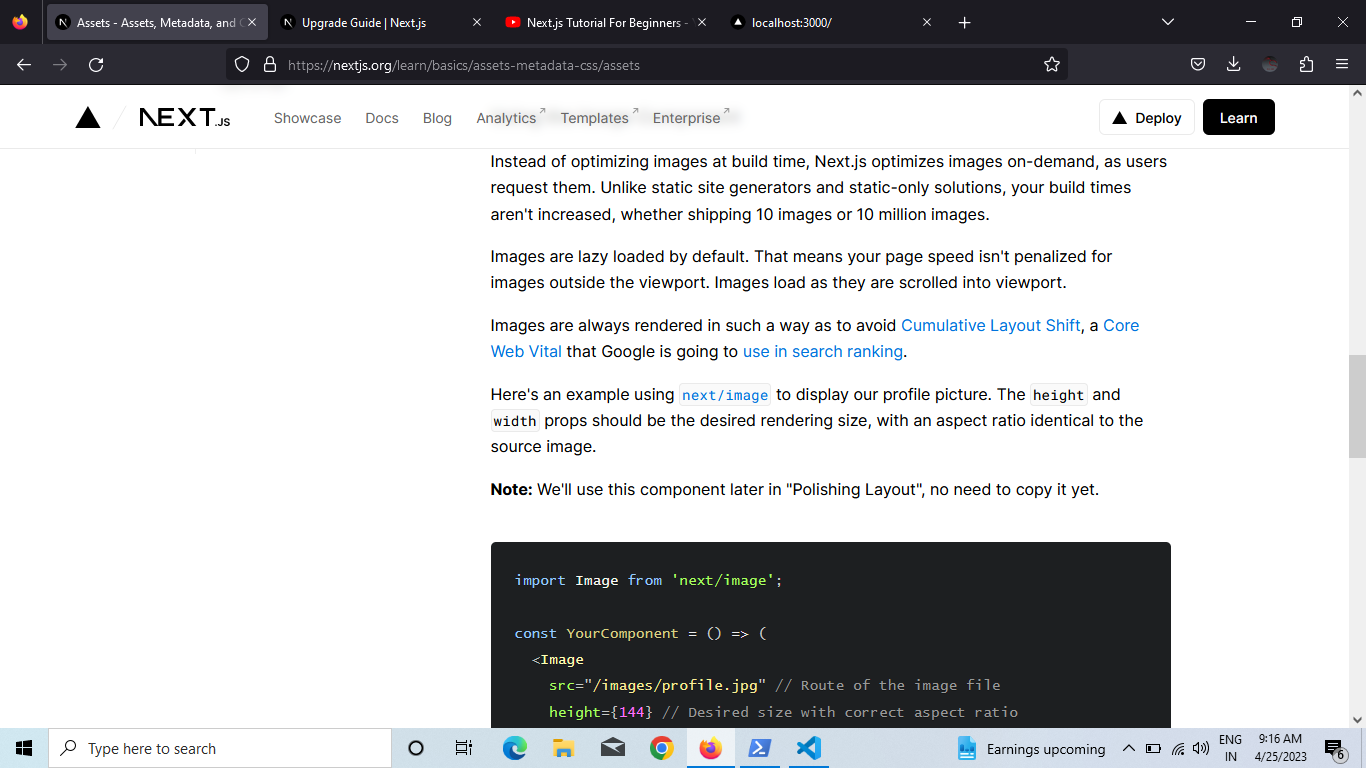 Assets - Assets, Metadata, and
Upgrade Guide | Next.js
Next.js Tutorial For Beginners -
localhost:3000/
https://nextjs.org/learn/basics/assets-metadata-css/assets
NEXT.JS
Showcase
Docs
Blog
Analytics
Templates
Enterprise
Deploy
Learn
Instead of optimizing images at build time, Next.js optimizes images on-demand, as users
request them. Unlike static site generators and static-only solutions, your build times
aren't increased, whether shipping 10 images or 10 million images.
Images are lazy loaded by default. That means your page speed isn't penalized for
images outside the viewport. Images load as they are scrolled into viewport.
Images are always rendered in such a way as to avoid Cumulative Layout Shift, a Core
Web Vital that Google is going to use in search ranking.
Here's an example using next/image to display our profile picture. The height and
width props should be the desired rendering size, with an aspect ratio identical to the
source image.
Note: We'll use this component later in "Polishing Layout", no need to copy it yet.
import Image from 'next/image';
const YourComponent = () => (
<Image
src="/images/profile.jpg" // Route of the image file
height={144} // Desired size with correct aspect ratio
Type here to search
Earnings upcoming
ENG
IN
9:16 AM
4/25/2023
6